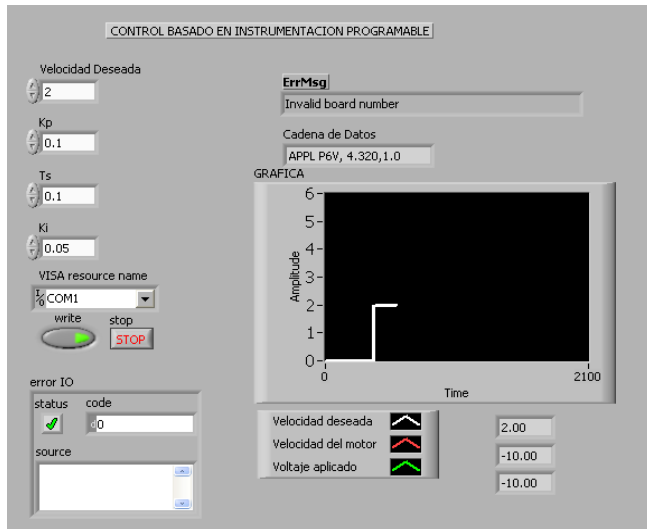 CONTROL BASADO EN INSTRUMENTACION PROGRAMABLE
Velocidad Deseada
2
Kp
0.1
Ts
0.1
Ki
0.05
VISA resource name
I/O COM1
write
stop
STOP
error IO
status
code
d0
source
ErrMsg
Invalid board number
Cadena de Datos
APPL P6V, 4.320,1.0
GRAFICA
6
5
4
3
2
1
0
Amplitude
0
2100
Time
Velocidad deseada
2.00
Velocidad del motor
-10.00
Voltaje aplicado
-10.00